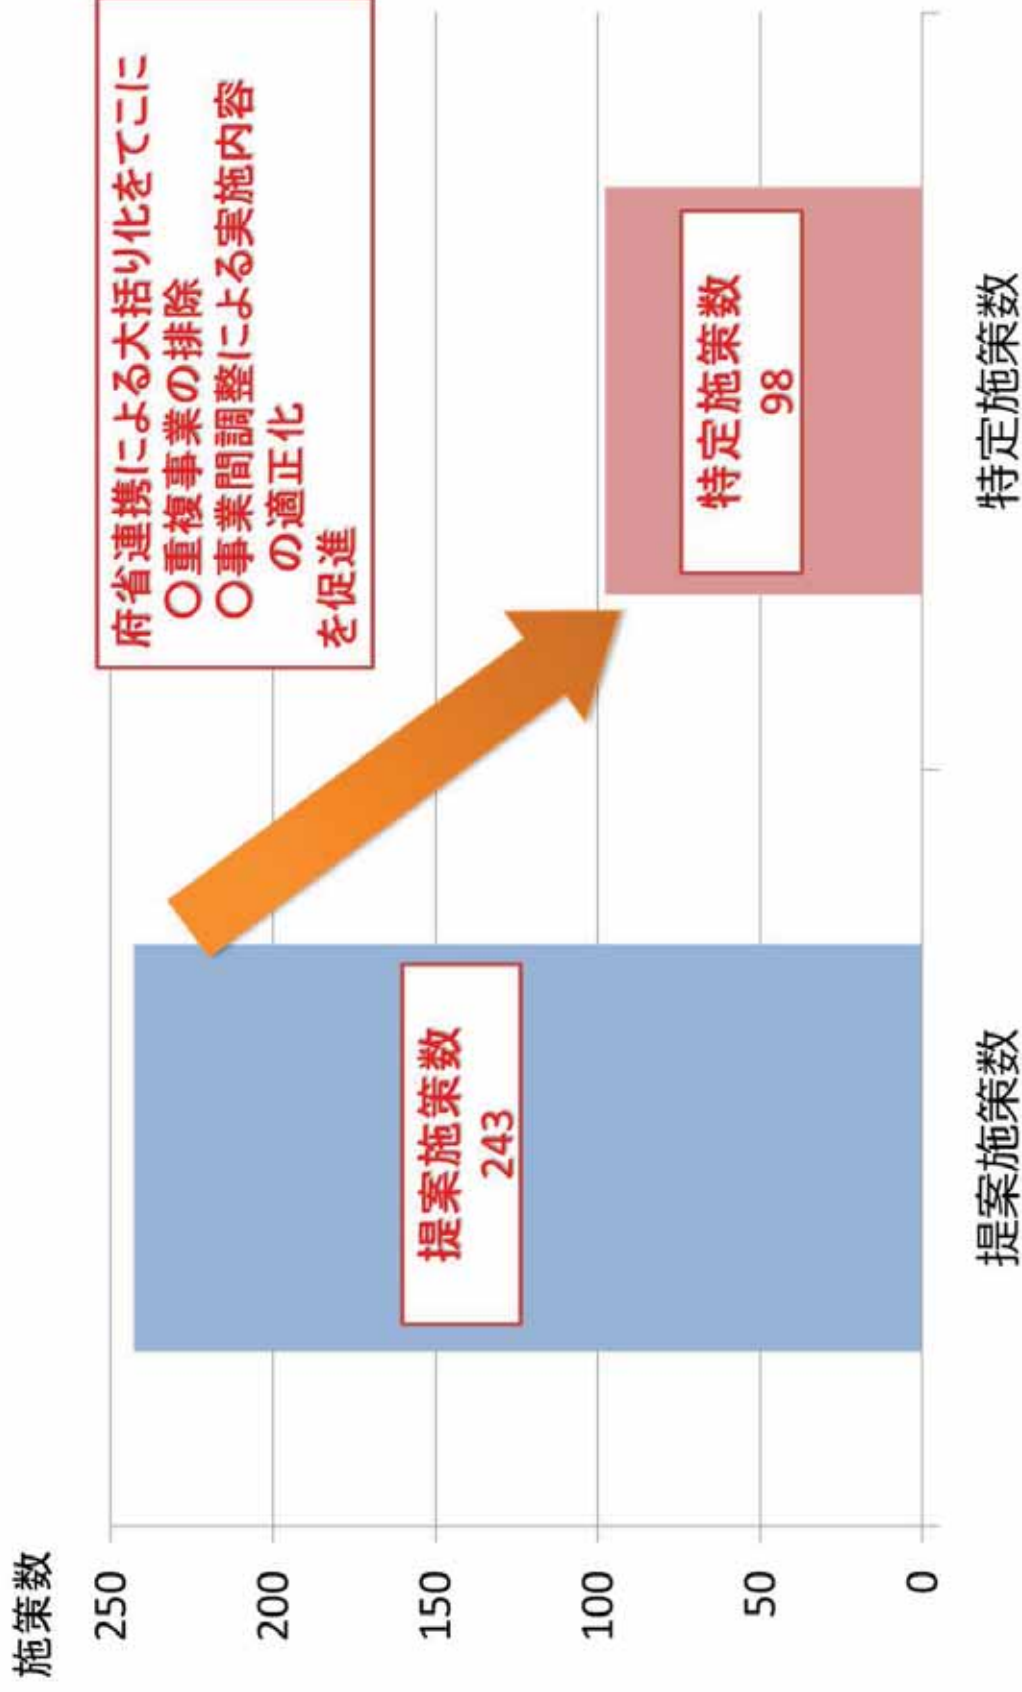 施策数
250
200
150
100
50
0
府省連携による大括り化をてこに
〇重複事業の排除
〇事業間調整による実施内容
の適正化
を促進
提案施策数
243
特定施策数
98
提案施策数
特定施策数